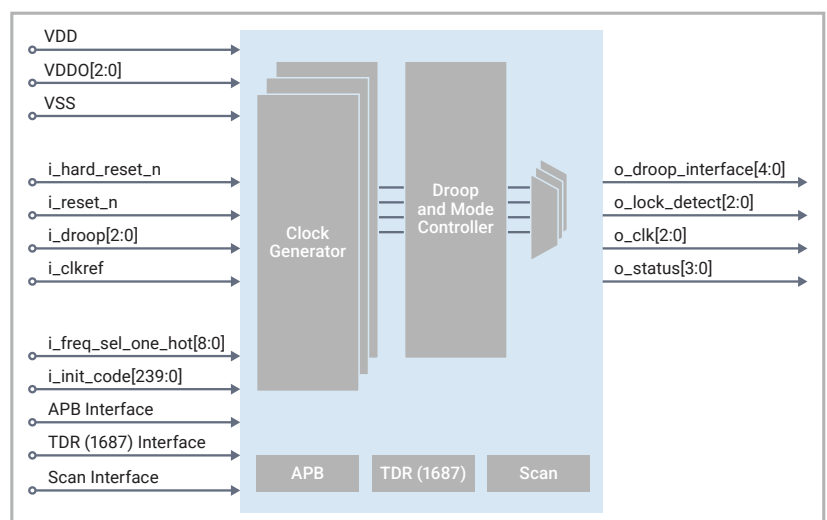 VDD
VDDO[2:0]
VSS
i_hard_reset_n
i_reset_n
i_droop[2:0]
i_clkref
i_freq_sel_one_hot[8:0]
i_init_code[239:0]
APB Interface
TDR (1687) Interface
Scan Interface
Clock
Generator
Droop
and Mode
Controller
APB
TDR (1687)
Scan
o_droop_interface[4:0]
o_lock_detect[2:0]
o_clk[2:0]
o_status[3:0]